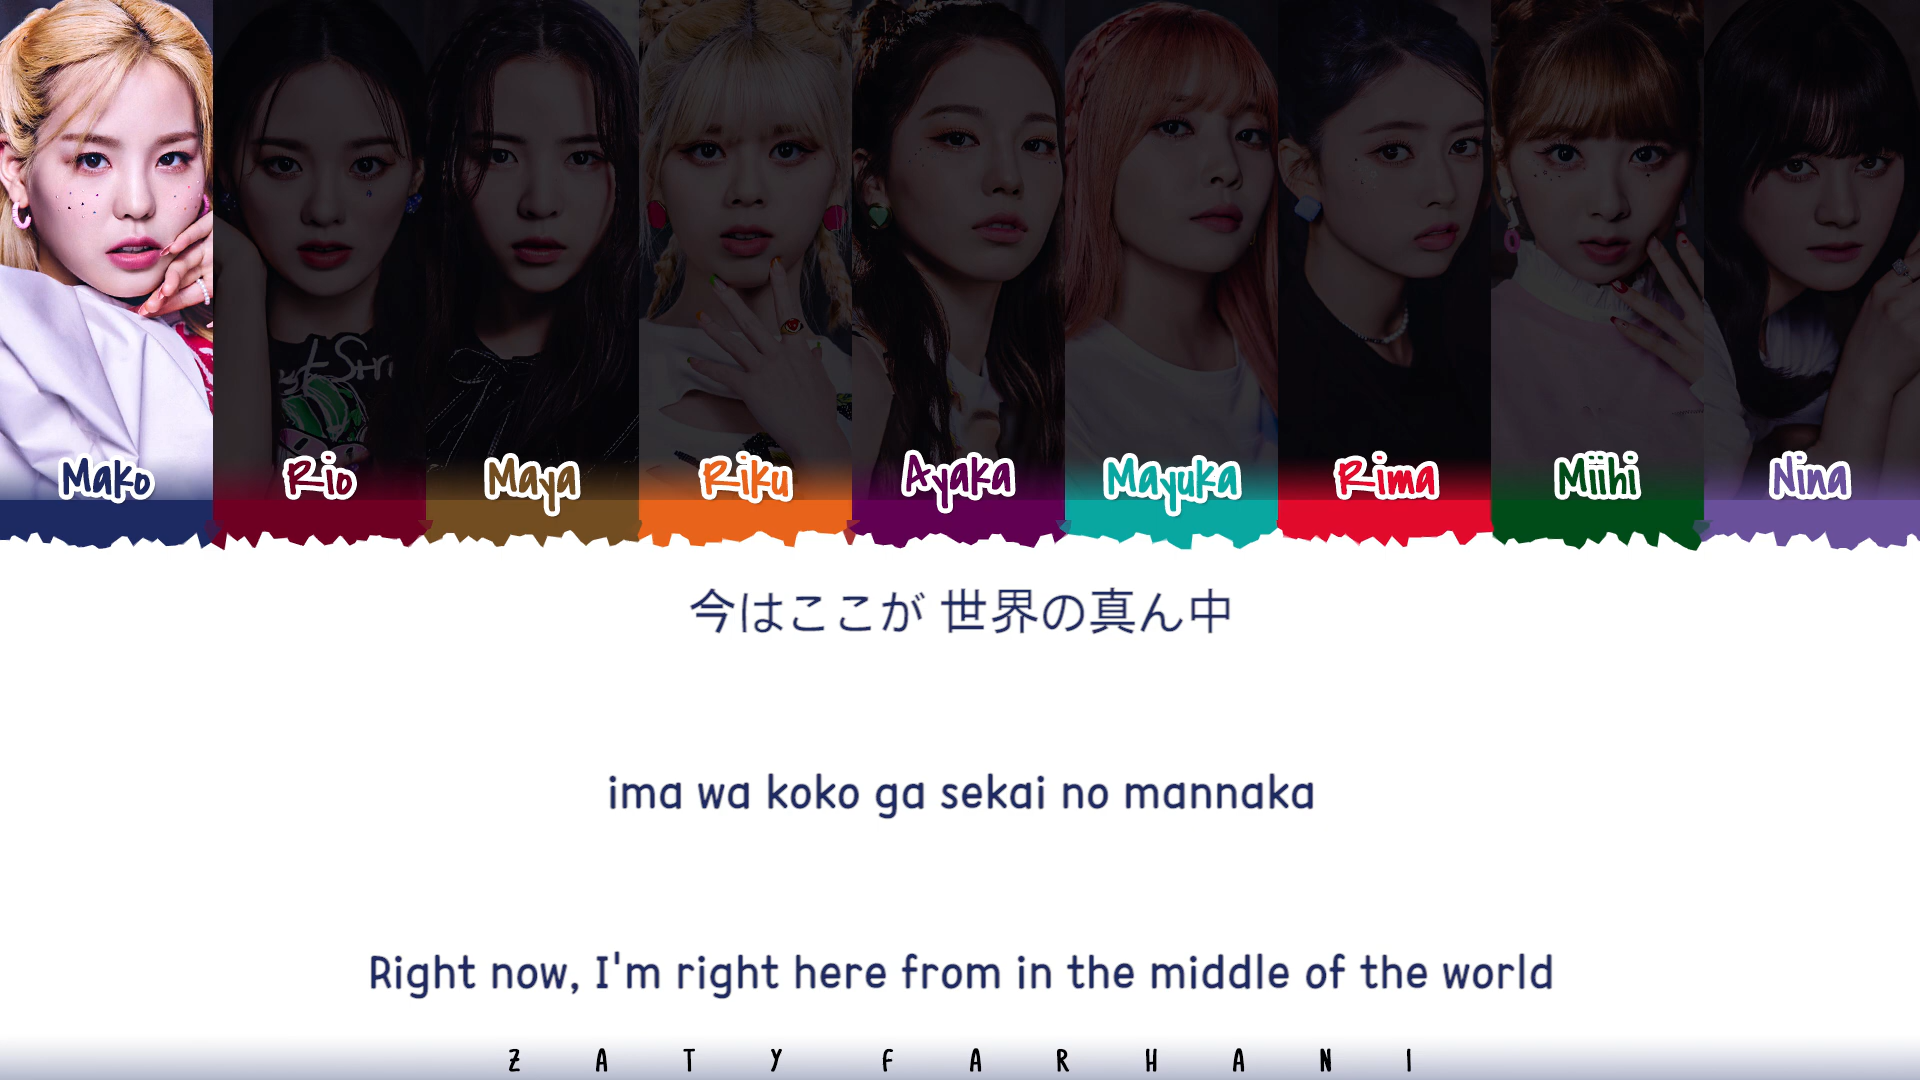 Mako Rio Maya Riku Ayaka Mayuka Rima Miihi Nina
今はここが 世界の真ん中
ima wa koko ga sekai no mannaka
Right now, I'm right here from in the middle of the world
ZATY FARHANI